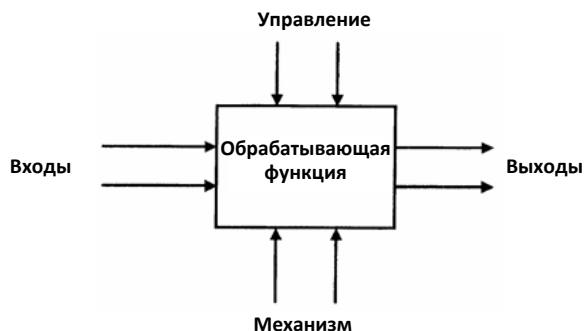 Управление
Обрабатывающая
функция
Входы
Выходы
Механизм